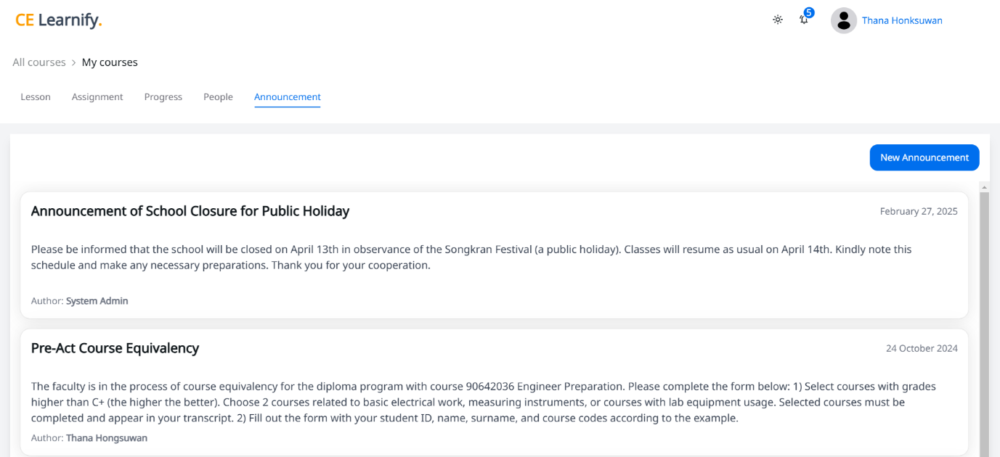 CE Learnify.
5
Thana Honksuwan
All courses > My courses
Lesson Assignment Progress People Announcement
New Announcement
Announcement of School Closure for Public Holiday
February 27, 2025
Please be informed that the school will be closed on April 13th in observance of the Songkran Festival (a public holiday). Classes will resume as usual on April 14th. Kindly note this
schedule and make any necessary preparations. Thank you for your cooperation.
Author: System Admin
Pre-Act Course Equivalency
24 October 2024
The faculty is in the process of course equivalency for the diploma program with course 90642036 Engineer Preparation. Please complete the form below: 1) Select courses with grades
higher than C+ (the higher the better). Choose 2 courses related to basic electrical work, measuring instruments, or courses with lab equipment usage. Selected courses must be
completed and appear in your transcript. 2) Fill out the form with your student ID, name, surname, and course codes according to the example.
Author: Thana Hongsuwan